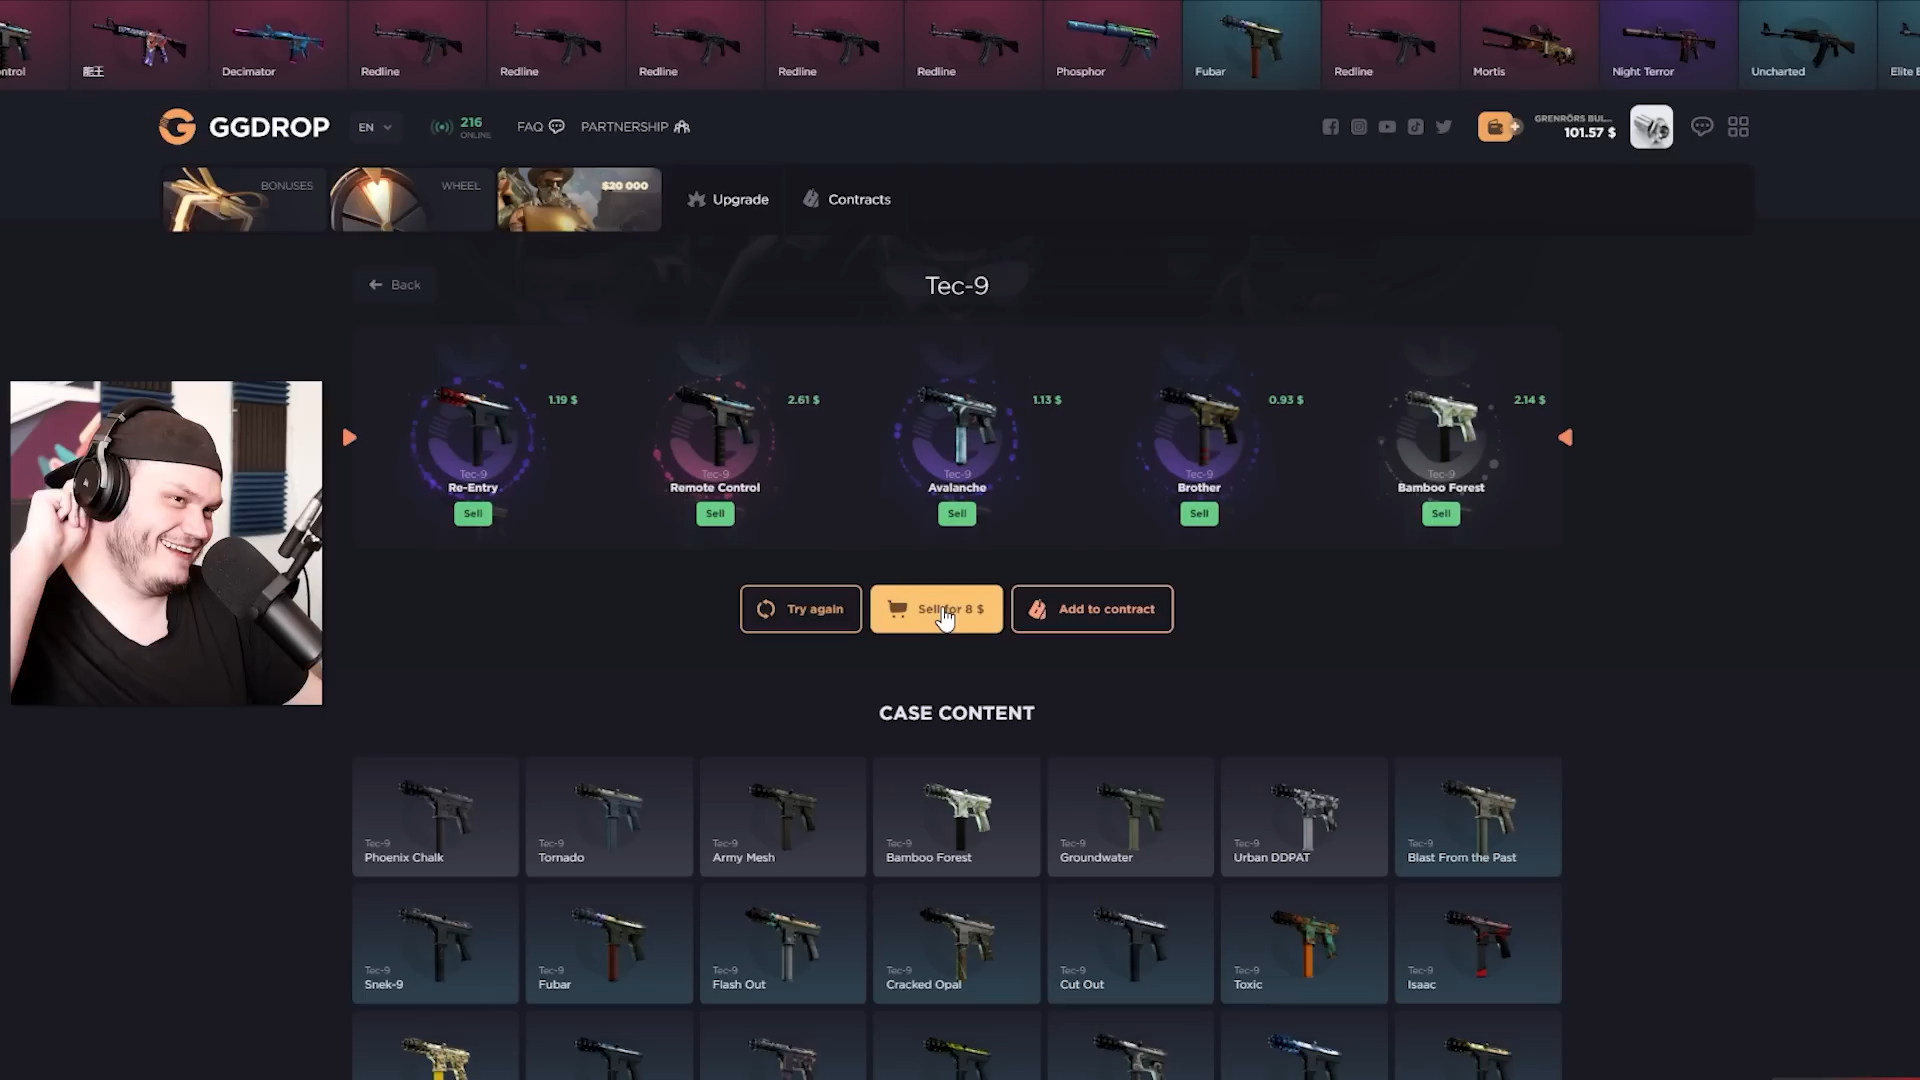 ntrol
龍王
Decimator
Redline
Redline
Redline
Redline
Redline
Phosphor
Fubar
Redline
Mortis
Night Terror
Uncharted
Elite B
GGDROP
EN
216
ONLINE
FAQ
PARTNERSHIP
GRENRÖRS BUL...
101.57 $
BONUSES
WHEEL
$20 000
Upgrade
Contracts
Back
Tec-9
1.19 $
Tec-9
Re-Entry
Sell
2.61 $
Tec-9
Remote Control
Sell
1.13 $
Tec-9
Avalanche
Sell
0.93 $
Tec-9
Brother
Sell
2.14 $
Tec-9
Bamboo Forest
Sell
Try again
Sell for 8 $
Add to contract
CASE CONTENT
Tec-9
Phoenix Chalk
Tec-9
Tornado
Tec-9
Army Mesh
Tec-9
Bamboo Forest
Tec-9
Groundwater
Tec-9
Urban DDPAT
Tec-9
Blast From the Past
Tec-9
Snek-9
Tec-9
Fubar
Tec-9
Flash Out
Tec-9
Cracked Opal
Tec-9
Cut Out
Tec-9
Toxic
Tec-9
Isaac